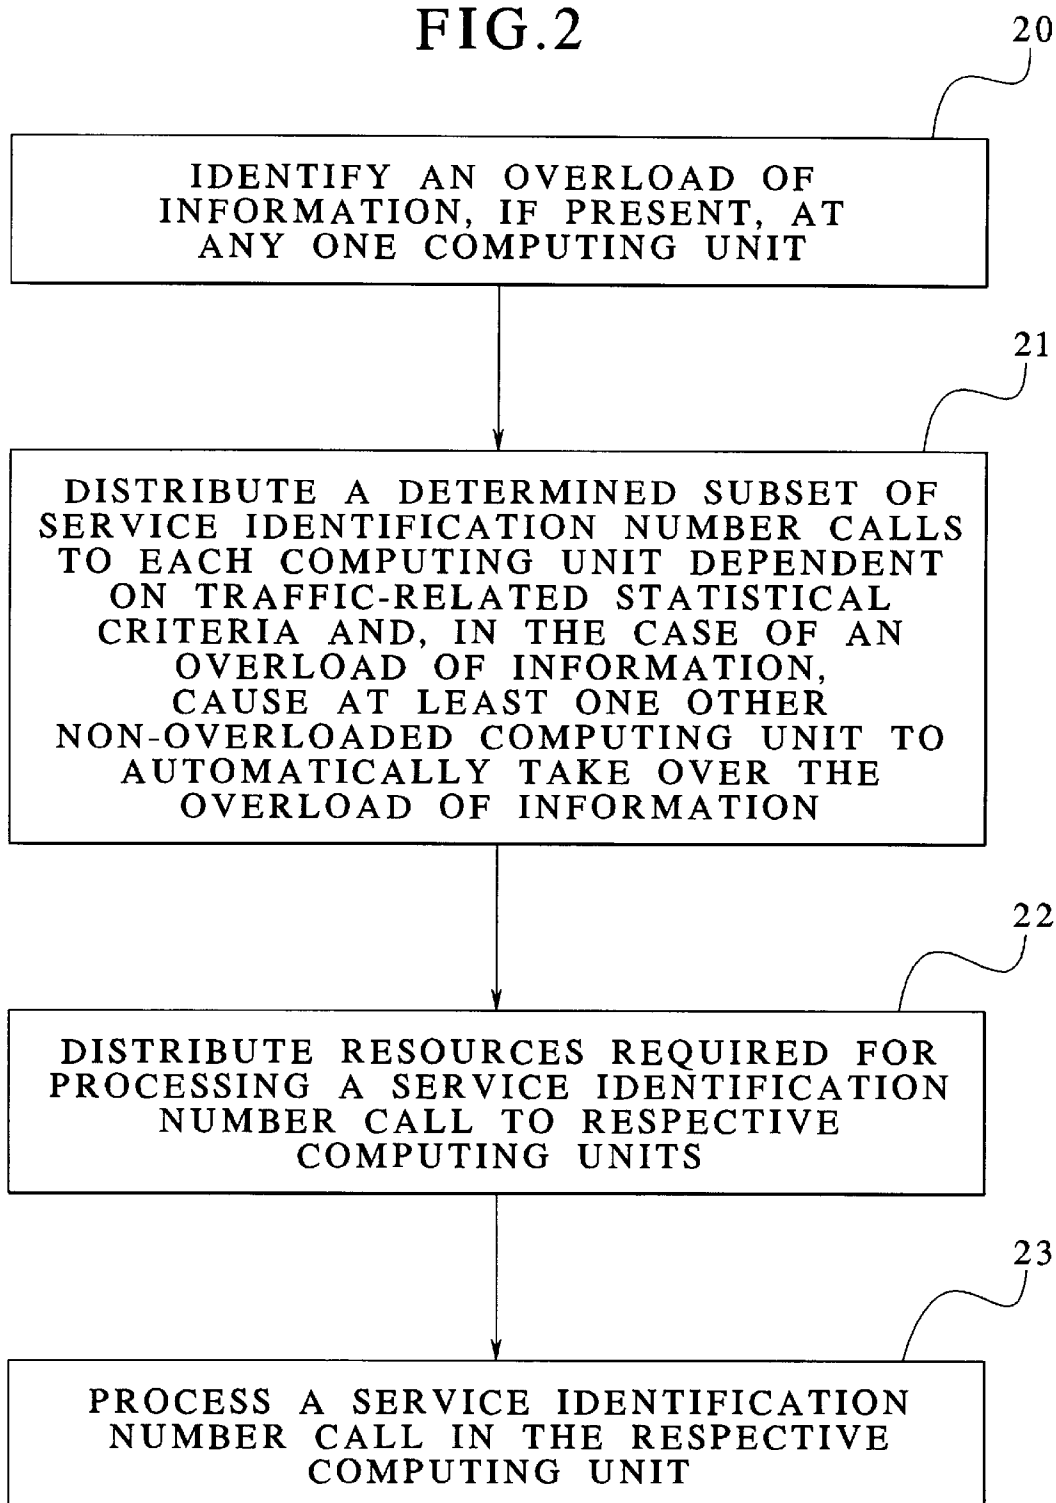 FIG.2
20
IDENTIFY AN OVERLOAD OF
INFORMATION, IF PRESENT, AT
ANY ONE COMPUTING UNIT
21
DISTRIBUTE A DETERMINED SUBSET OF
SERVICE IDENTIFICATION NUMBER CALLS
TO EACH COMPUTING UNIT DEPENDENT
ON TRAFFIC-RELATED STATISTICAL
CRITERIA AND, IN THE CASE OF AN
OVERLOAD OF INFORMATION,
CAUSE AT LEAST ONE OTHER
NON-OVERLOADED COMPUTING UNIT TO
AUTOMATICALLY TAKE OVER THE
OVERLOAD OF INFORMATION
22
DISTRIBUTE RESOURCES REQUIRED FOR
PROCESSING A SERVICE IDENTIFICATION
NUMBER CALL TO RESPECTIVE
COMPUTING UNITS
23
PROCESS A SERVICE IDENTIFICATION
NUMBER CALL IN THE RESPECTIVE
COMPUTING UNIT